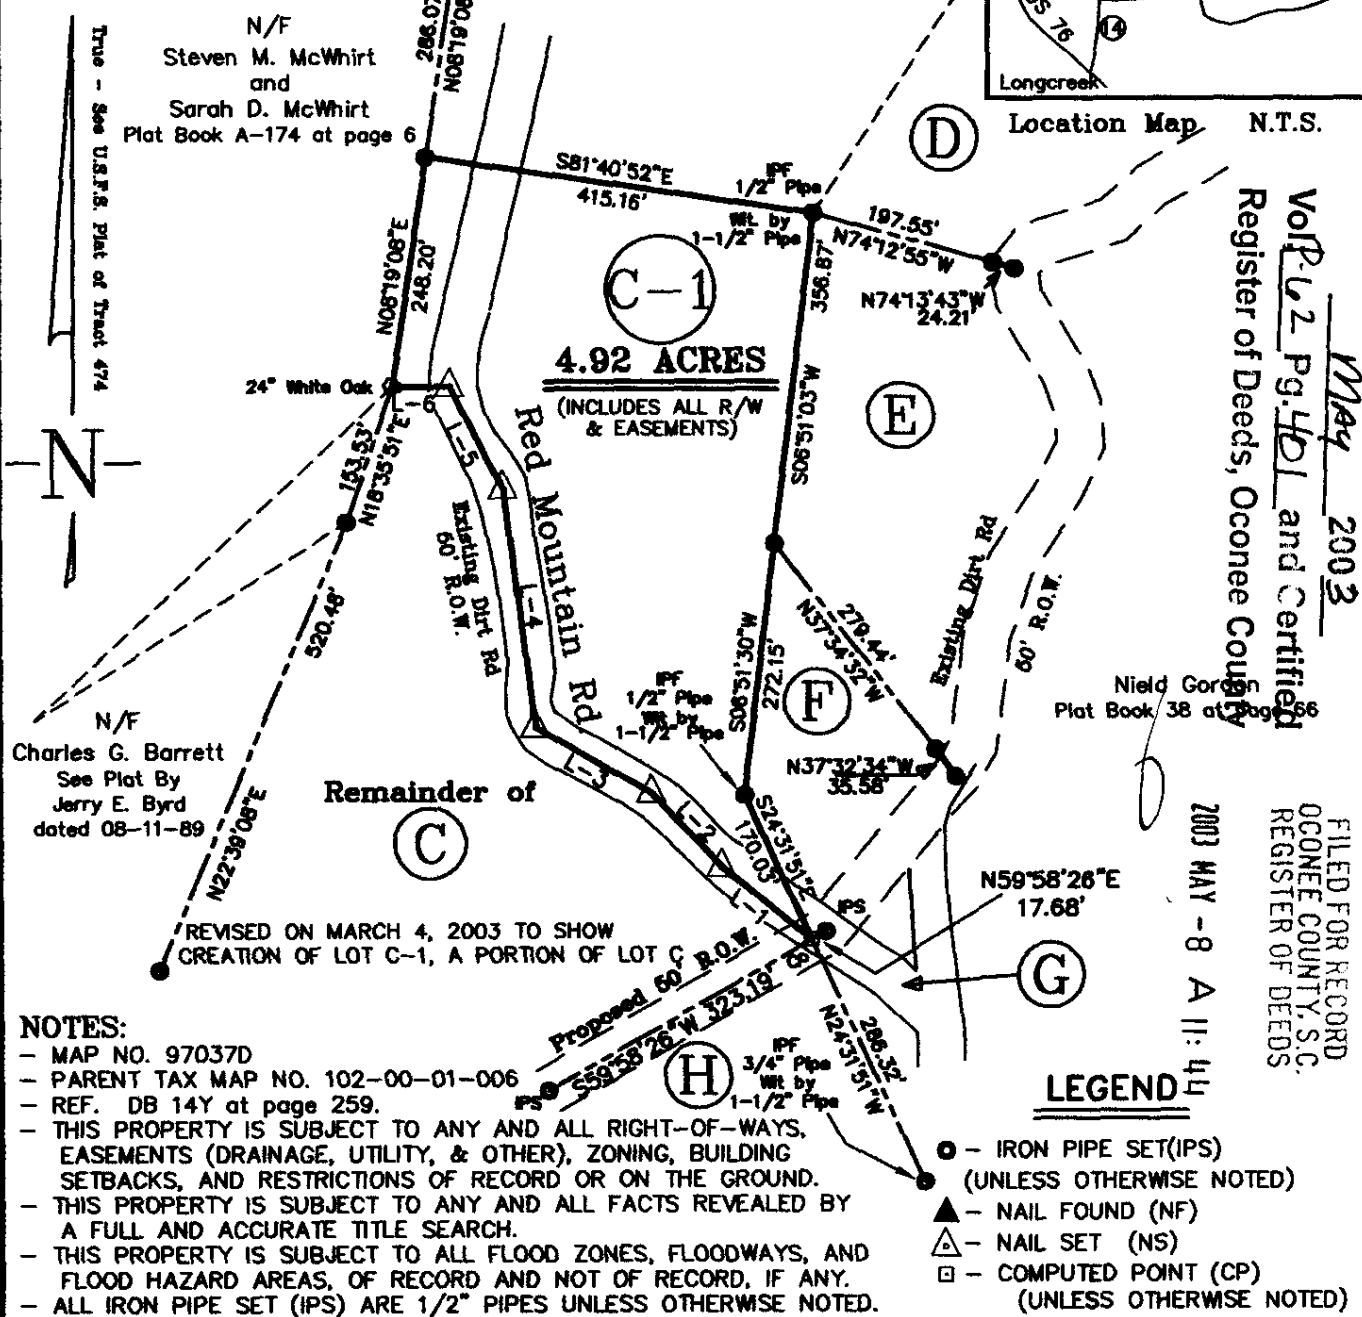 N/F
Steven M. McWhirt
and
Sarah D. McWhirt
Plat Book A-174 at page 6
True - See U.S.F.S. Plat of Tract 474
N
286.07
N08°19'08"
76
14
Longcreek
Location Map N.T.S.
D
S81°40'52"E
415.16'
IPF
1/2" Pipe
Wt. by
1-1/2" Pipe
197.55'
N74°12'55"W
N74°13'43"W
24.21'
N08°19'08"E
248.20'
C-1
4.92 ACRES
(INCLUDES ALL R/W
& EASEMENTS)
356.87'
S06°51'03"W
E
24" White Oak
L-6
L-5
L-4
L-3
L-2
L-1
153.53'
N18°35'51"E
Red Mountain Rd
Existing Dirt Rd
60' R.O.W.
520.48'
N22°39'08"E
S06°51'30"W
272.15'
279.44'
N37°34'32"W
F
N37°32'34"W
35.58'
Existing Dirt Rd
60' R.O.W.
IPF
1/2" Pipe
Wt by
1-1/2" Pipe
Nield Gordon
Plat Book 38 at page 66
N/F
Charles G. Barrett
See Plat By
Jerry E. Byrd
dated 08-11-89
Remainder of
C
S24°31'51"E
170.03'
IPS
N59°58'26"E
17.68'
G
REVISED ON MARCH 4, 2003 TO SHOW
CREATION OF LOT C-1, A PORTION OF LOT C
Proposed 60' R.O.W.
S59°58'26"W 323.19'
IPS
H
IPF
3/4" Pipe
Wt by
1-1/2" Pipe
286.32'
N24°31'51"W
May 2003
Vol P-62 Pg. 461 and Certified
Register of Deeds, Oconee County
FILED FOR RECORD
OCONEE COUNTY, S.C.
REGISTER OF DEEDS
2003 MAY -8 A 11: 44
NOTES:
- MAP NO. 97037D
- PARENT TAX MAP NO. 102-00-01-006
- REF. DB 14Y at page 259.
- THIS PROPERTY IS SUBJECT TO ANY AND ALL RIGHT-OF-WAYS,
EASEMENTS (DRAINAGE, UTILITY, & OTHER), ZONING, BUILDING
SETBACKS, AND RESTRICTIONS OF RECORD OR ON THE GROUND.
- THIS PROPERTY IS SUBJECT TO ANY AND ALL FACTS REVEALED BY
A FULL AND ACCURATE TITLE SEARCH.
- THIS PROPERTY IS SUBJECT TO ALL FLOOD ZONES, FLOODWAYS, AND
FLOOD HAZARD AREAS, OF RECORD AND NOT OF RECORD, IF ANY.
- ALL IRON PIPE SET (IPS) ARE 1/2" PIPES UNLESS OTHERWISE NOTED.
LEGEND
- IRON PIPE SET(IPS)
(UNLESS OTHERWISE NOTED)
- NAIL FOUND (NF)
- NAIL SET (NS)
- COMPUTED POINT (CP)
(UNLESS OTHERWISE NOTED)